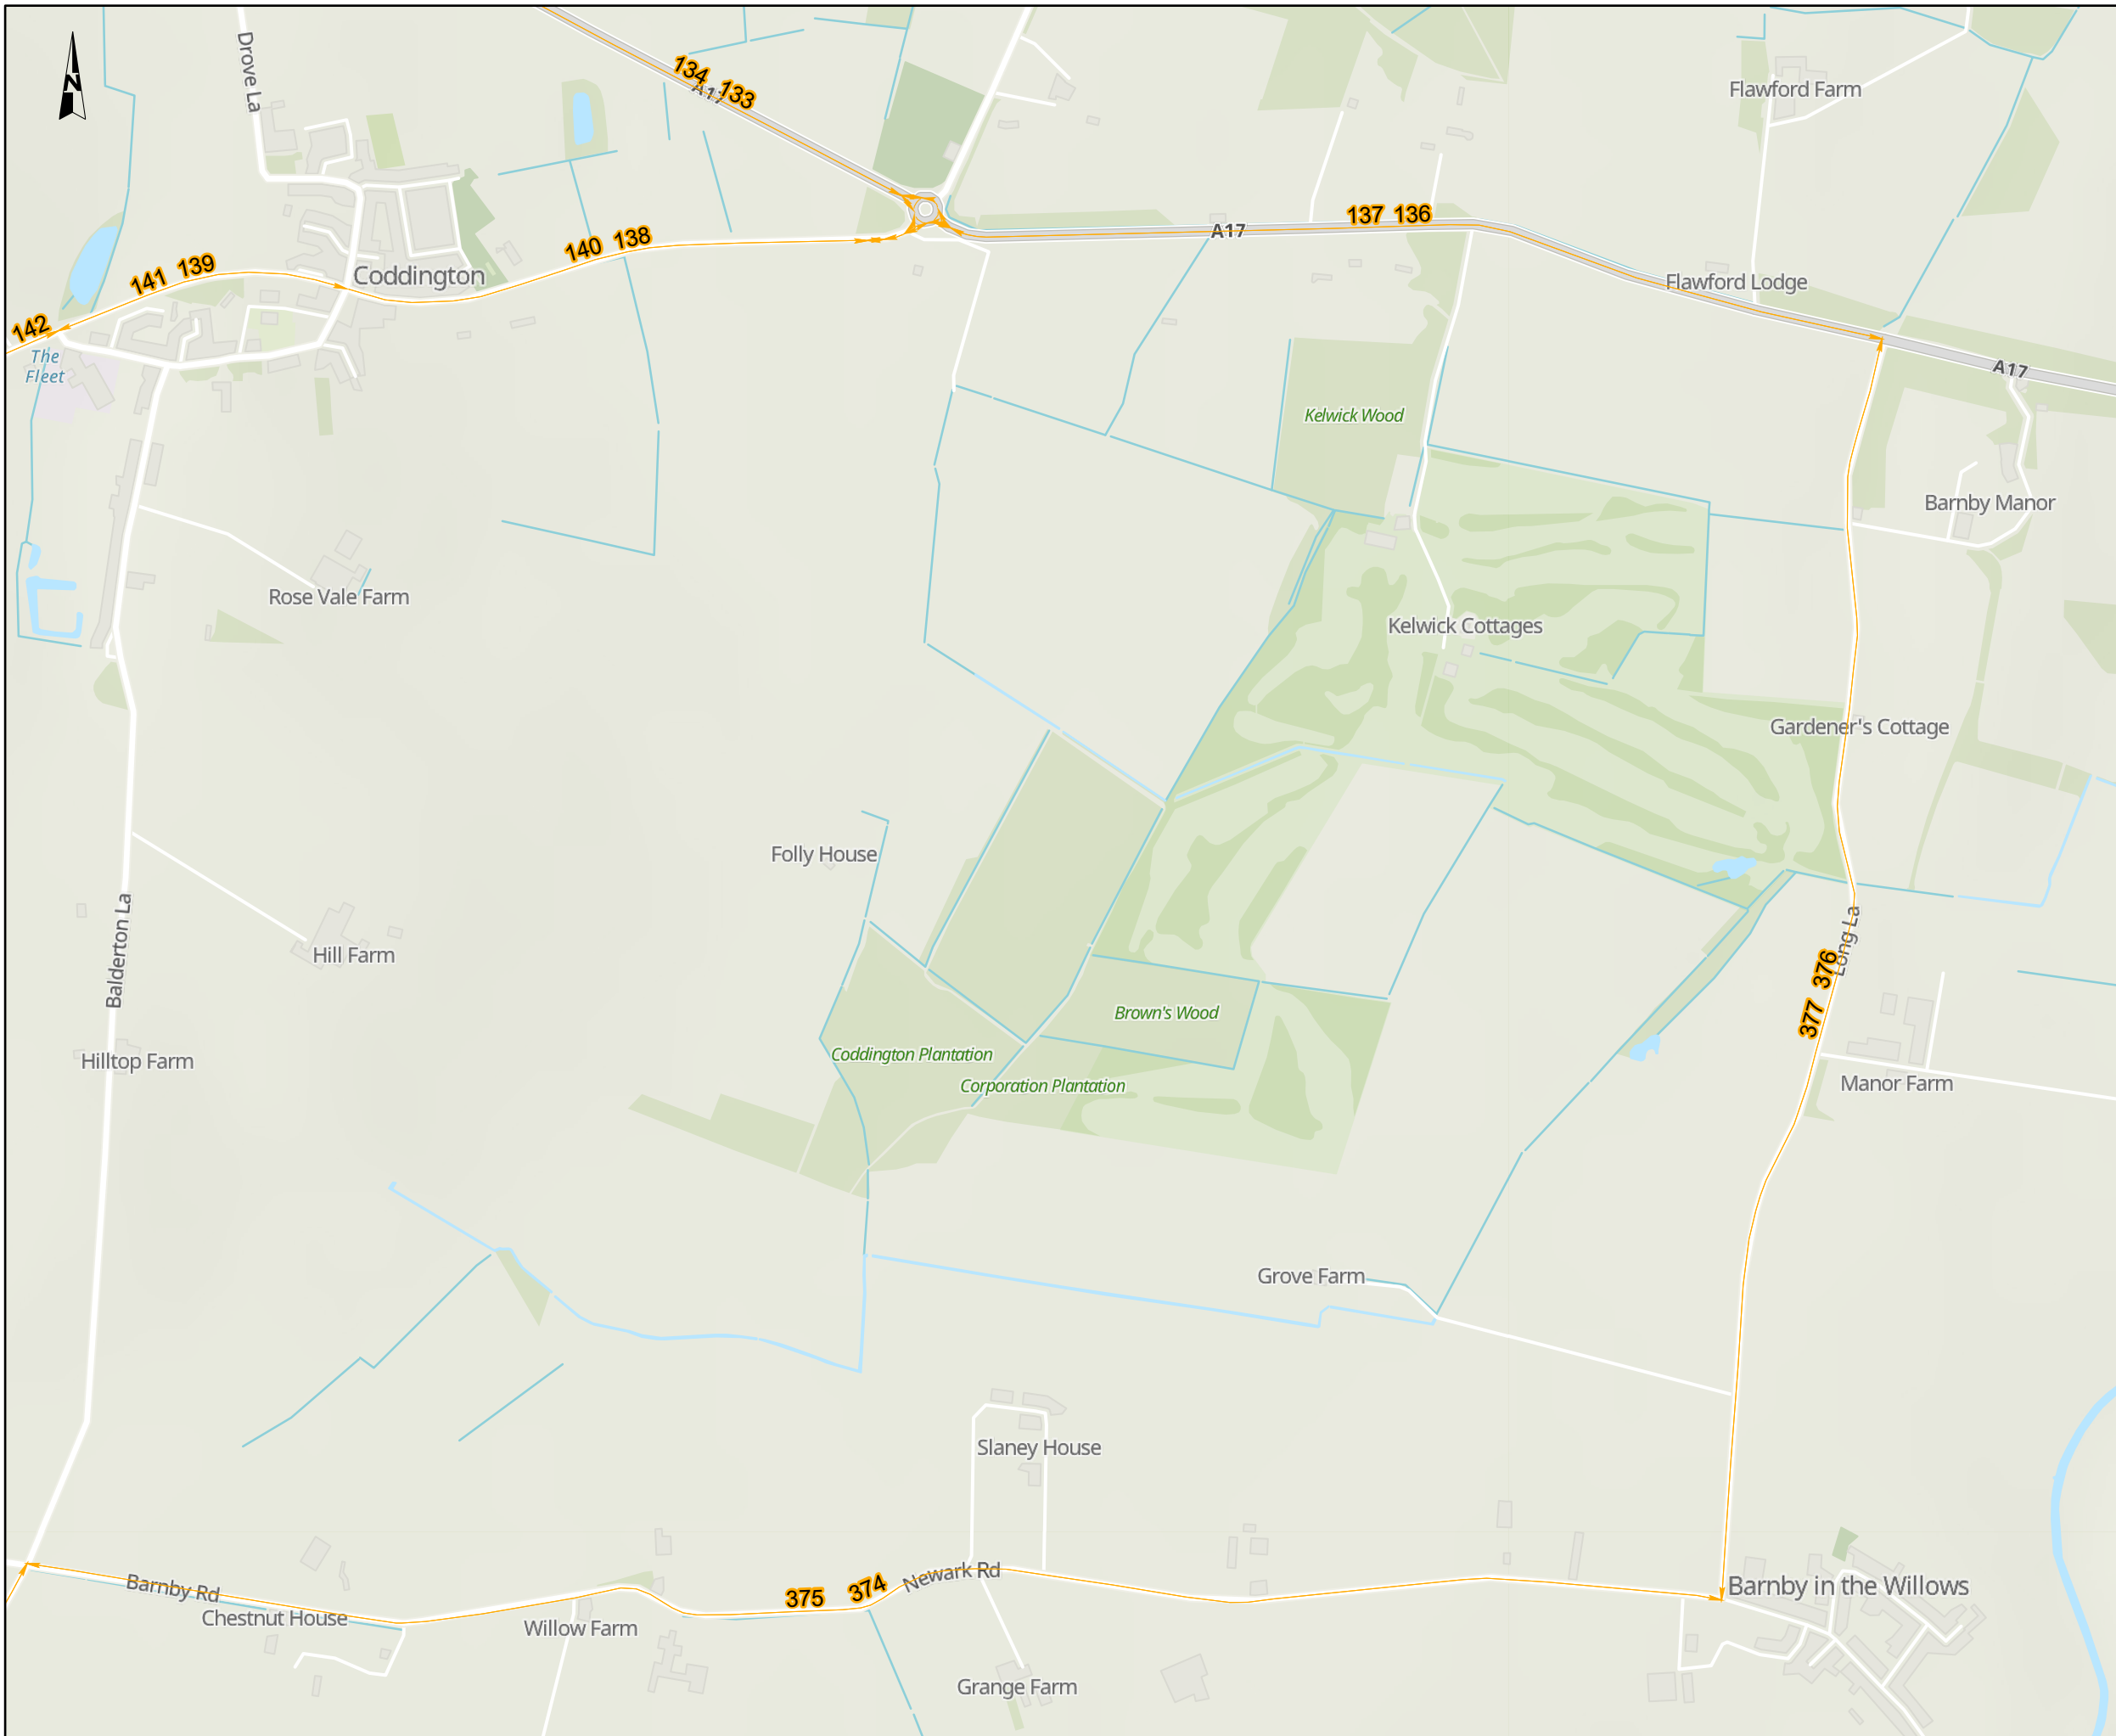 N
Drove La
134 133
A17
Flawford Farm
137 136
A17
140 138
141 139
Coddington
142
The
Fleet
Flawford Lodge
A17
Kelwick Wood
Barnby Manor
Rose Vale Farm
Kelwick Cottages
Gardener's Cottage
Folly House
Balderton La
Hill Farm
Long La
377 376
Brown's Wood
Coddington Plantation
Corporation Plantation
Hilltop Farm
Manor Farm
Grove Farm
Slaney House
Barnby Rd
Chestnut House
Willow Farm
375 374
Newark Rd
Barnby in the Willows
Grange Farm